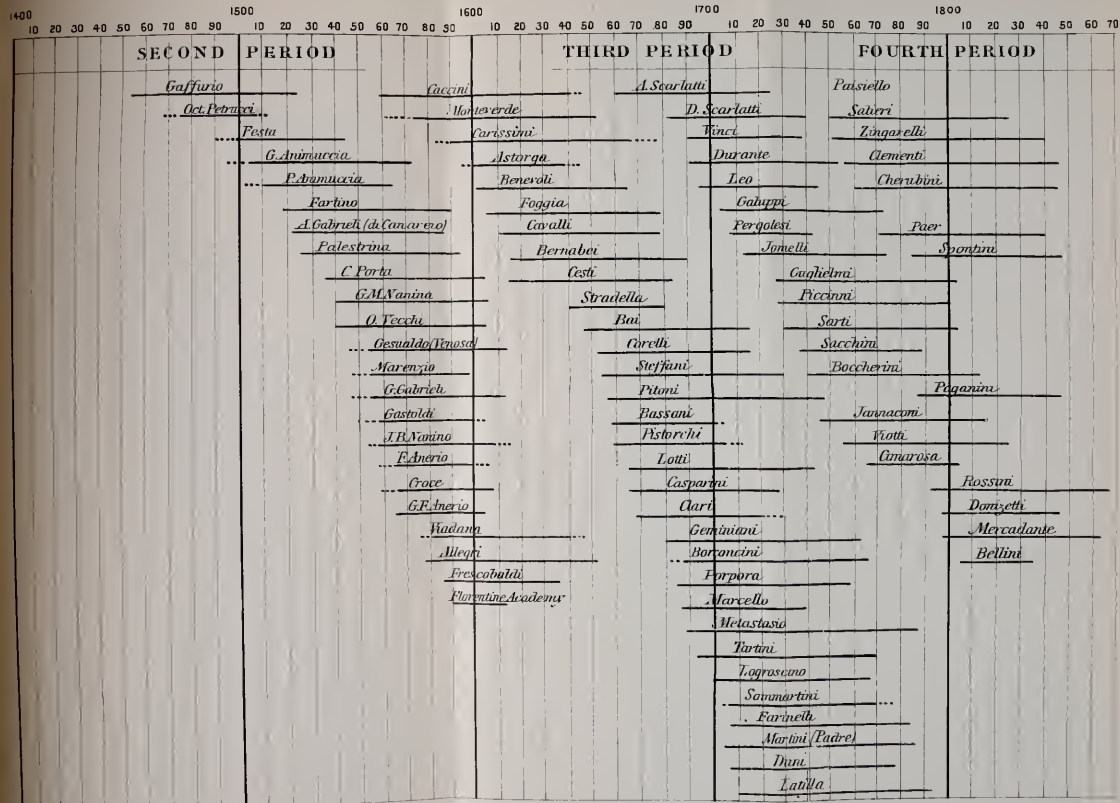 1400 1500 1600 1700 1800
10 20 30 40 50 60 70 80 90 10 20 30 40 50 60 70 80 90 10 20 30 40 50 60 70 80 90 10 20 30 40 50 60 70 80 90 10 20 30 40 50 60 70
SECOND PERIOD THIRD PERIOD FOURTH PERIOD
Gaffurio Caccini A. Scarlatti Paisiello
Oct. Petrucci Monteverde D. Scarlatti Salieri
Festa Carissimi Vinci Zingarelli
G. Animuccia Astorga Durante Clementi
P. Animuccia Benevoli Leo Cherubini
Fartino Foggia Galuppi
A. Gabrieli (di Canareio) Cavalli Pergolesi Paer
Palestrina Bernabei Jomelli Spontini
C. Porta Cesti Guglielmi
G.M. Nanina Stradella Piccinni
O. Vecchi Bai Sarti
Gesualdo (Venosa) Corelli Sacchini
Marenzio Steffani Boccherini
G. Gabrieli Pitoni Paganini
Gastoldi Bassani Jannaconi
J.B. Nanino Pistorchi Viotti
F. Anerio Lotti Cimarosa
Croce Casparini Rossini
G.F. Anerio Clari Donizetti
Viadana Geminiani Mercadante
Allegri Bononcini Bellini
Frescobaldi Porpora
Florentine Academy Marcello
Metastasio
Tartini
Logroscino
Sammartini
Farinelli
Martini (Padre)
Duni
Latilla